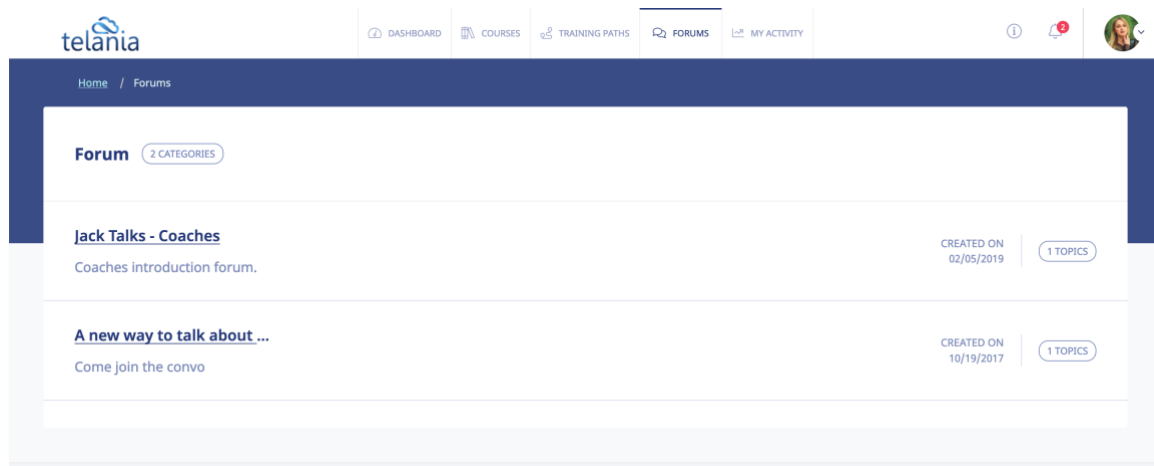 telania
DASHBOARD
COURSES
TRAINING PATHS
FORUMS
MY ACTIVITY
2
Home / Forums
Forum 2 CATEGORIES
Jack Talks - Coaches
Coaches introduction forum.
CREATED ON
02/05/2019
1 TOPICS
A new way to talk about ...
Come join the convo
CREATED ON
10/19/2017
1 TOPICS